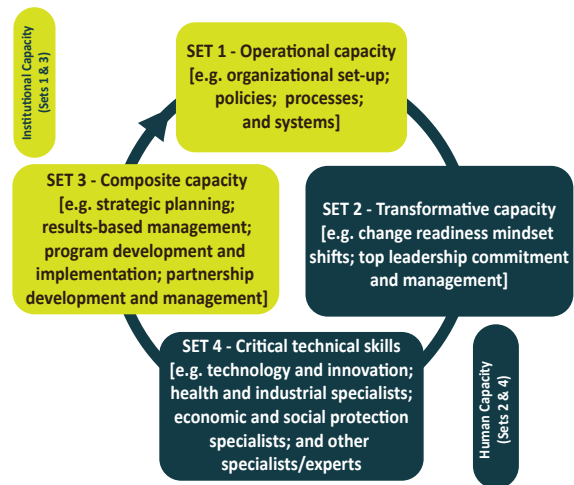 Institutional Capacity
(Sets 1 & 3)
SET 1 - Operational capacity
[e.g. organizational set-up;
policies; processes;
and systems]
SET 3 - Composite capacity
[e.g. strategic planning;
results-based management;
program development and
implementation; partnership
development and management]
SET 2 - Transformative capacity
[e.g. change readiness mindset
shifts; top leadership commitment
and management]
SET 4 - Critical technical skills
[e.g. technology and innovation;
health and industrial specialists;
economic and social protection
specialists; and other
specialists/experts
Human Capacity
(Sets 2 & 4)